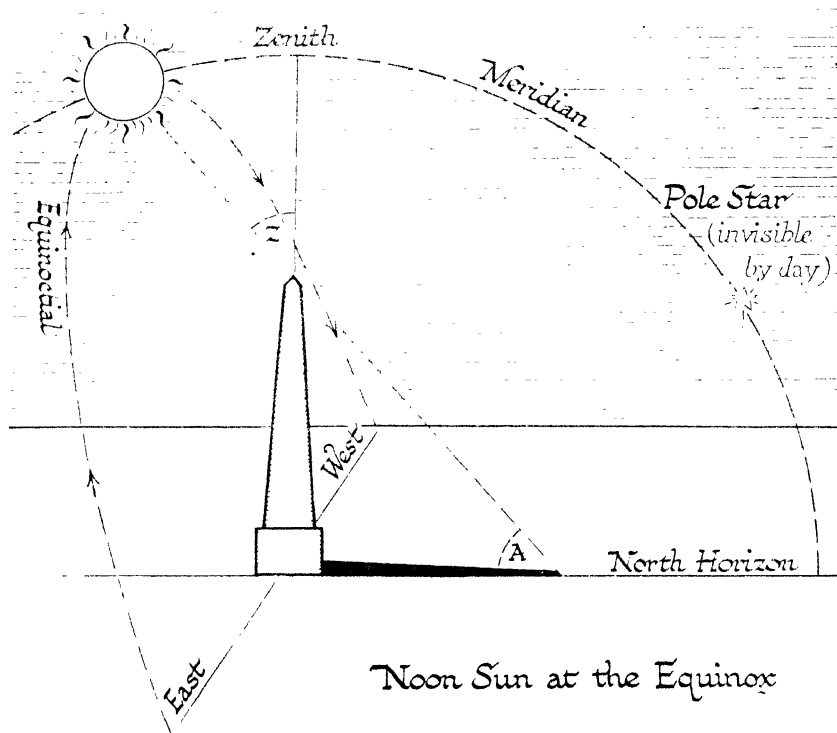 Zenith
Meridian
Pole Star
(invisible
by day)
Equinoctial
Z
West
A
North Horizon
East
Noon Sun at the Equinox